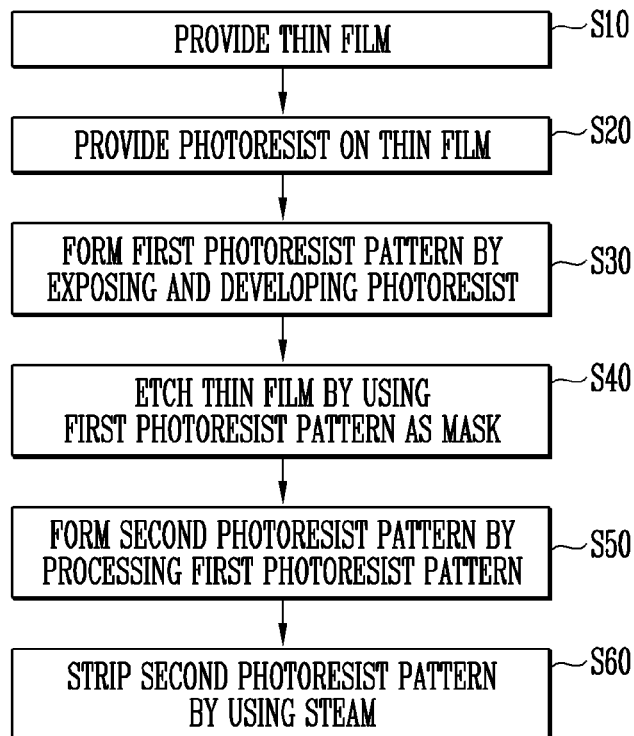 PROVIDE THIN FILM
S10
PROVIDE PHOTORESIST ON THIN FILM
S20
FORM FIRST PHOTORESIST PATTERN BY
EXPOSING AND DEVELOPING PHOTORESIST
S30
ETCH THIN FILM BY USING
FIRST PHOTORESIST PATTERN AS MASK
S40
FORM SECOND PHOTORESIST PATTERN BY
PROCESSING FIRST PHOTORESIST PATTERN
S50
STRIP SECOND PHOTORESIST PATTERN
BY USING STEAM
S60